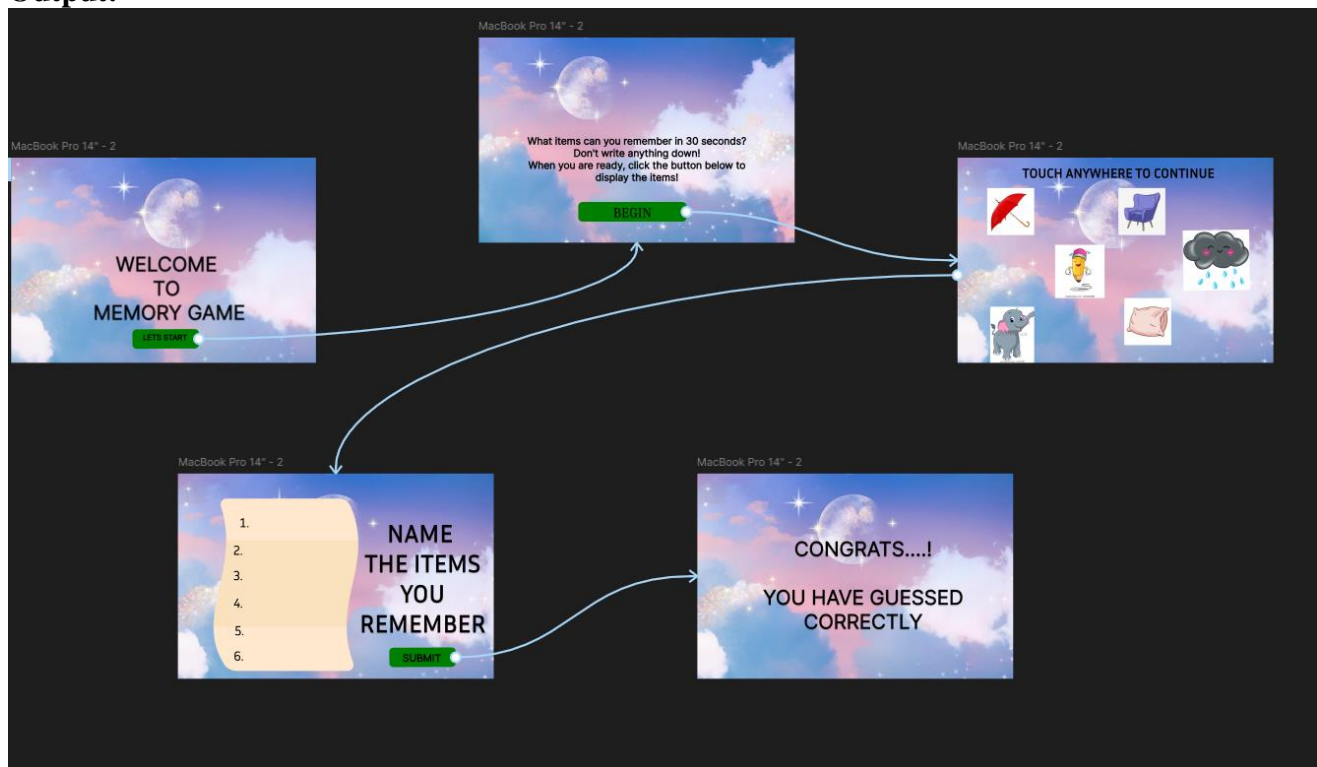 Output:
MacBook Pro 14" - 2
What items can you remember in 30 seconds?
Don't write anything down!
When you are ready, click the button below to
display the items!
BEGIN
MacBook Pro 14" - 2
WELCOME
TO
MEMORY GAME
LETS START
MacBook Pro 14" - 2
TOUCH ANYWHERE TO CONTINUE
MacBook Pro 14" - 2
1.
2.
3.
4.
5.
6.
NAME
THE ITEMS
YOU
REMEMBER
SUBMIT
MacBook Pro 14" - 2
CONGRATS....!
YOU HAVE GUESSED
CORRECTLY